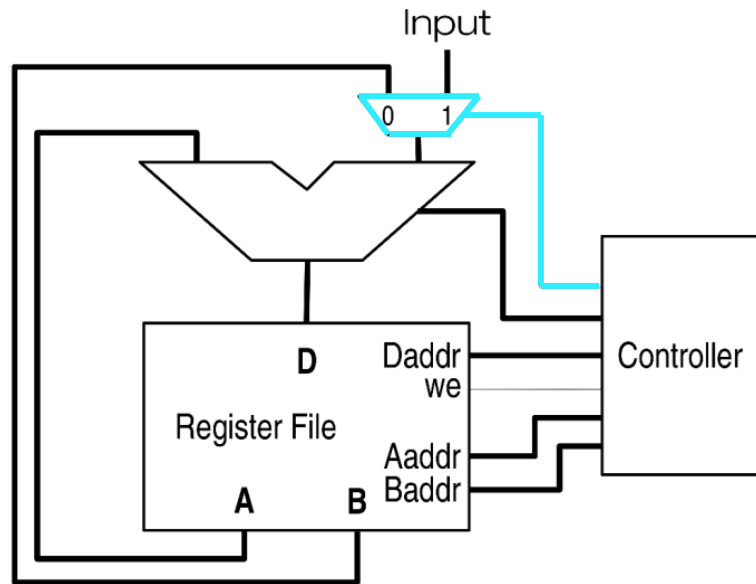 Input
0 1
D
Daddr
we
Controller
Register File
Aaddr
Baddr
A
B